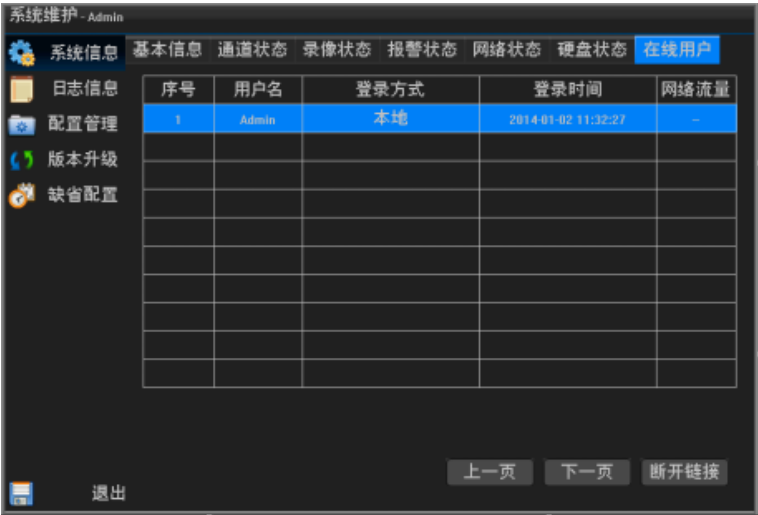 系统维护 - Admin
系统信息 基本信息 通道状态 录像状态 报警状态 网络状态 硬盘状态 在线用户
日志信息 序号 用户名 登录方式 登录时间 网络流量
配置管理 1 Admin 本地 2014-01-02 11:32:27 –
版本升级
缺省配置
上一页 下一页 断开链接
退出